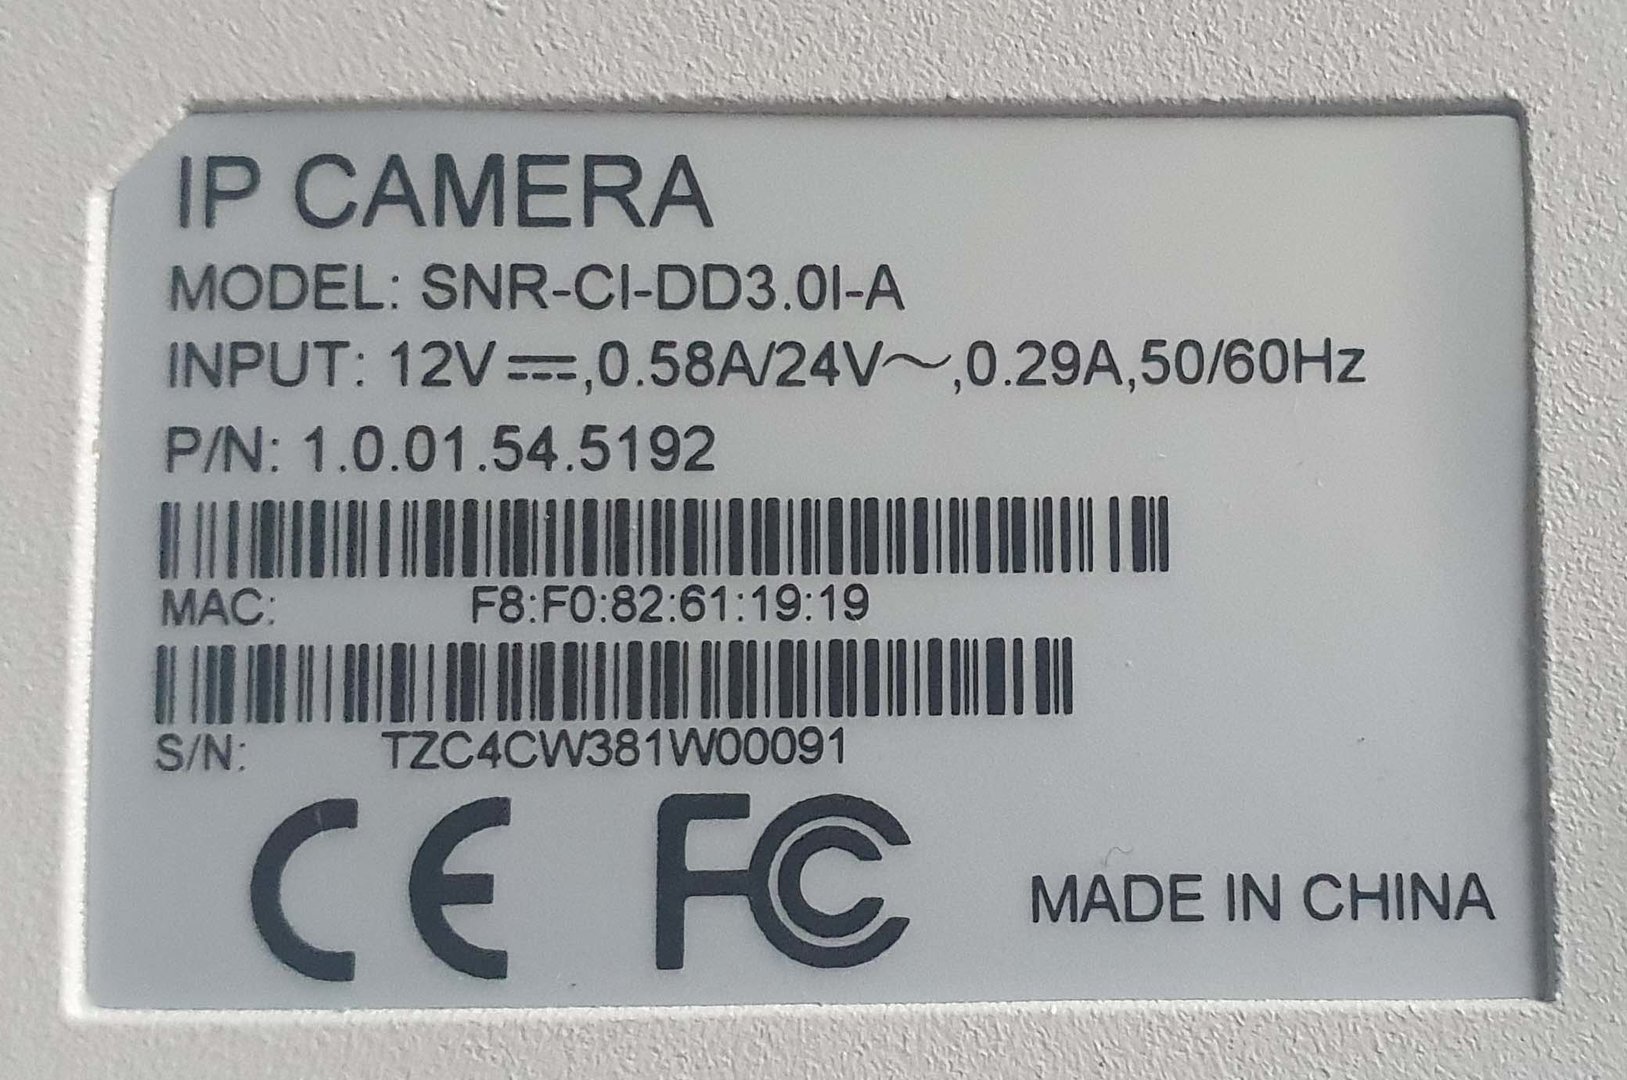 IP CAMERA
MODEL: SNR-CI-DD3.0I-A
INPUT: 12V⎓,0.58A/24V～,0.29A,50/60Hz
P/N: 1.0.01.54.5192
MAC: F8:F0:82:61:19:19
S/N: TZC4CW381W00091
CE FC MADE IN CHINA